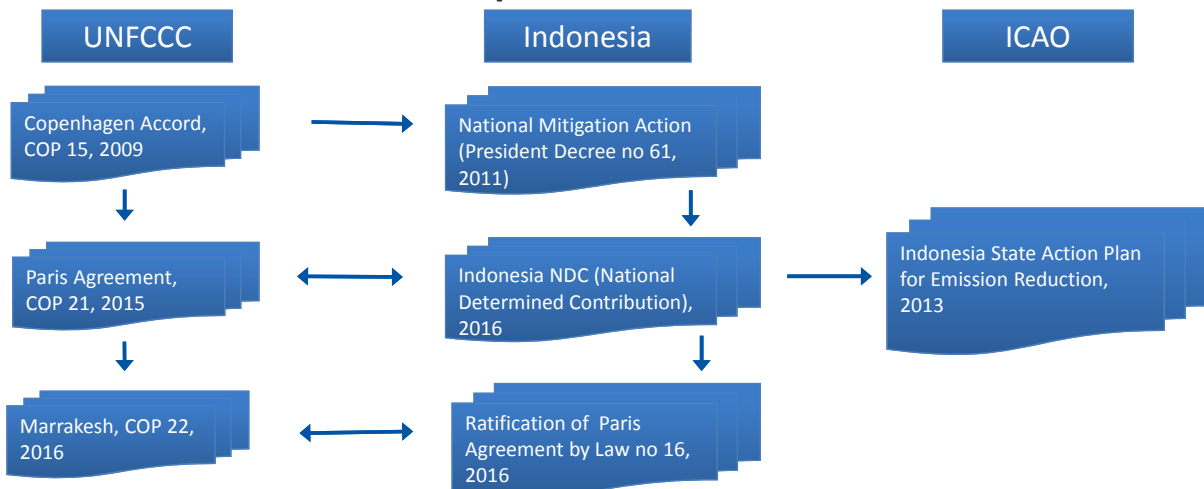 UNFCCC
Indonesia
ICAO
Copenhagen Accord,
COP 15, 2009
National Mitigation Action
(President Decree no 61,
2011)
Paris Agreement,
COP 21, 2015
Indonesia NDC (National
Determined Contribution),
2016
Indonesia State Action Plan
for Emission Reduction,
2013
Marrakesh, COP 22,
2016
Ratification of Paris
Agreement by Law no 16,
2016